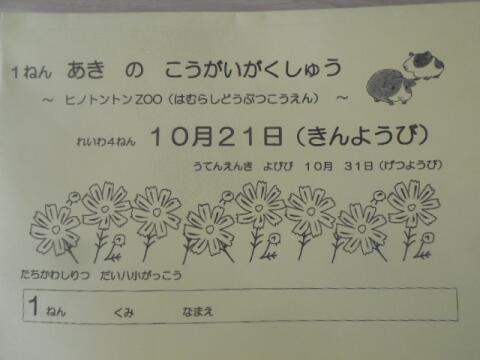 1ねん あき の こうがいがくしゅう
～ ヒノトントンZOO（はむらしどうぶつこうえん） ～
れいわ4ねん 10月21日（きんようび）
うてんえんき よびび 10月 31日（げつようび）
たちかわしりつ だい八小がっこう
1ねん くみ なまえ